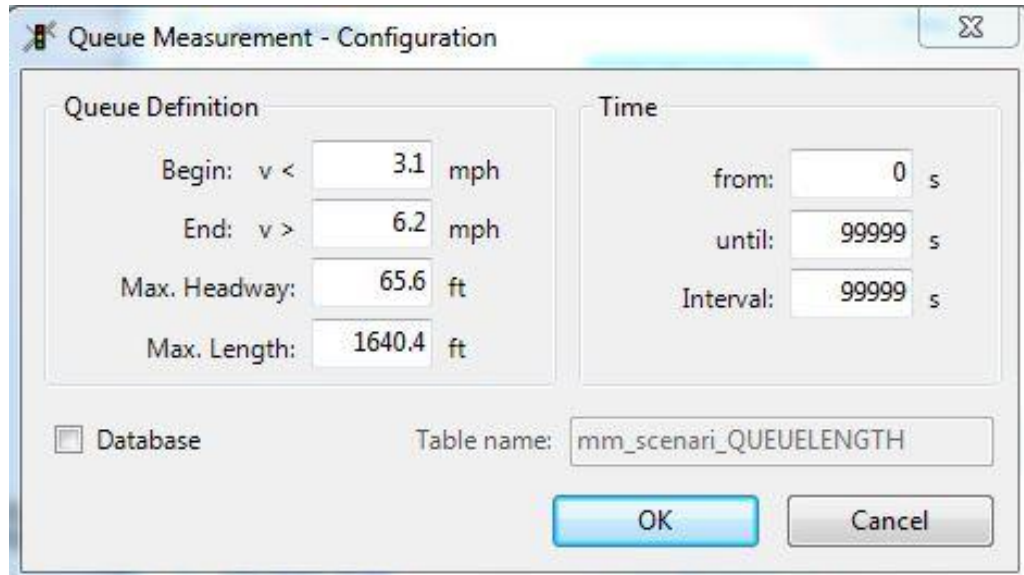 Queue Measurement - Configuration
Queue Definition
Begin: v < 3.1 mph
End: v > 6.2 mph
Max. Headway: 65.6 ft
Max. Length: 1640.4 ft
Time
from: 0 s
until: 99999 s
Interval: 99999 s
Database
Table name: mm_scenari_QUEUELENGTH
OK
Cancel